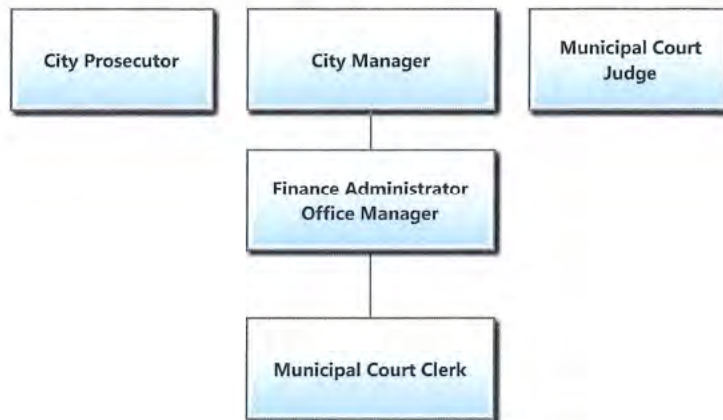 City Prosecutor
City Manager
Municipal Court
Judge
Finance Administrator
Office Manager
Municipal Court Clerk